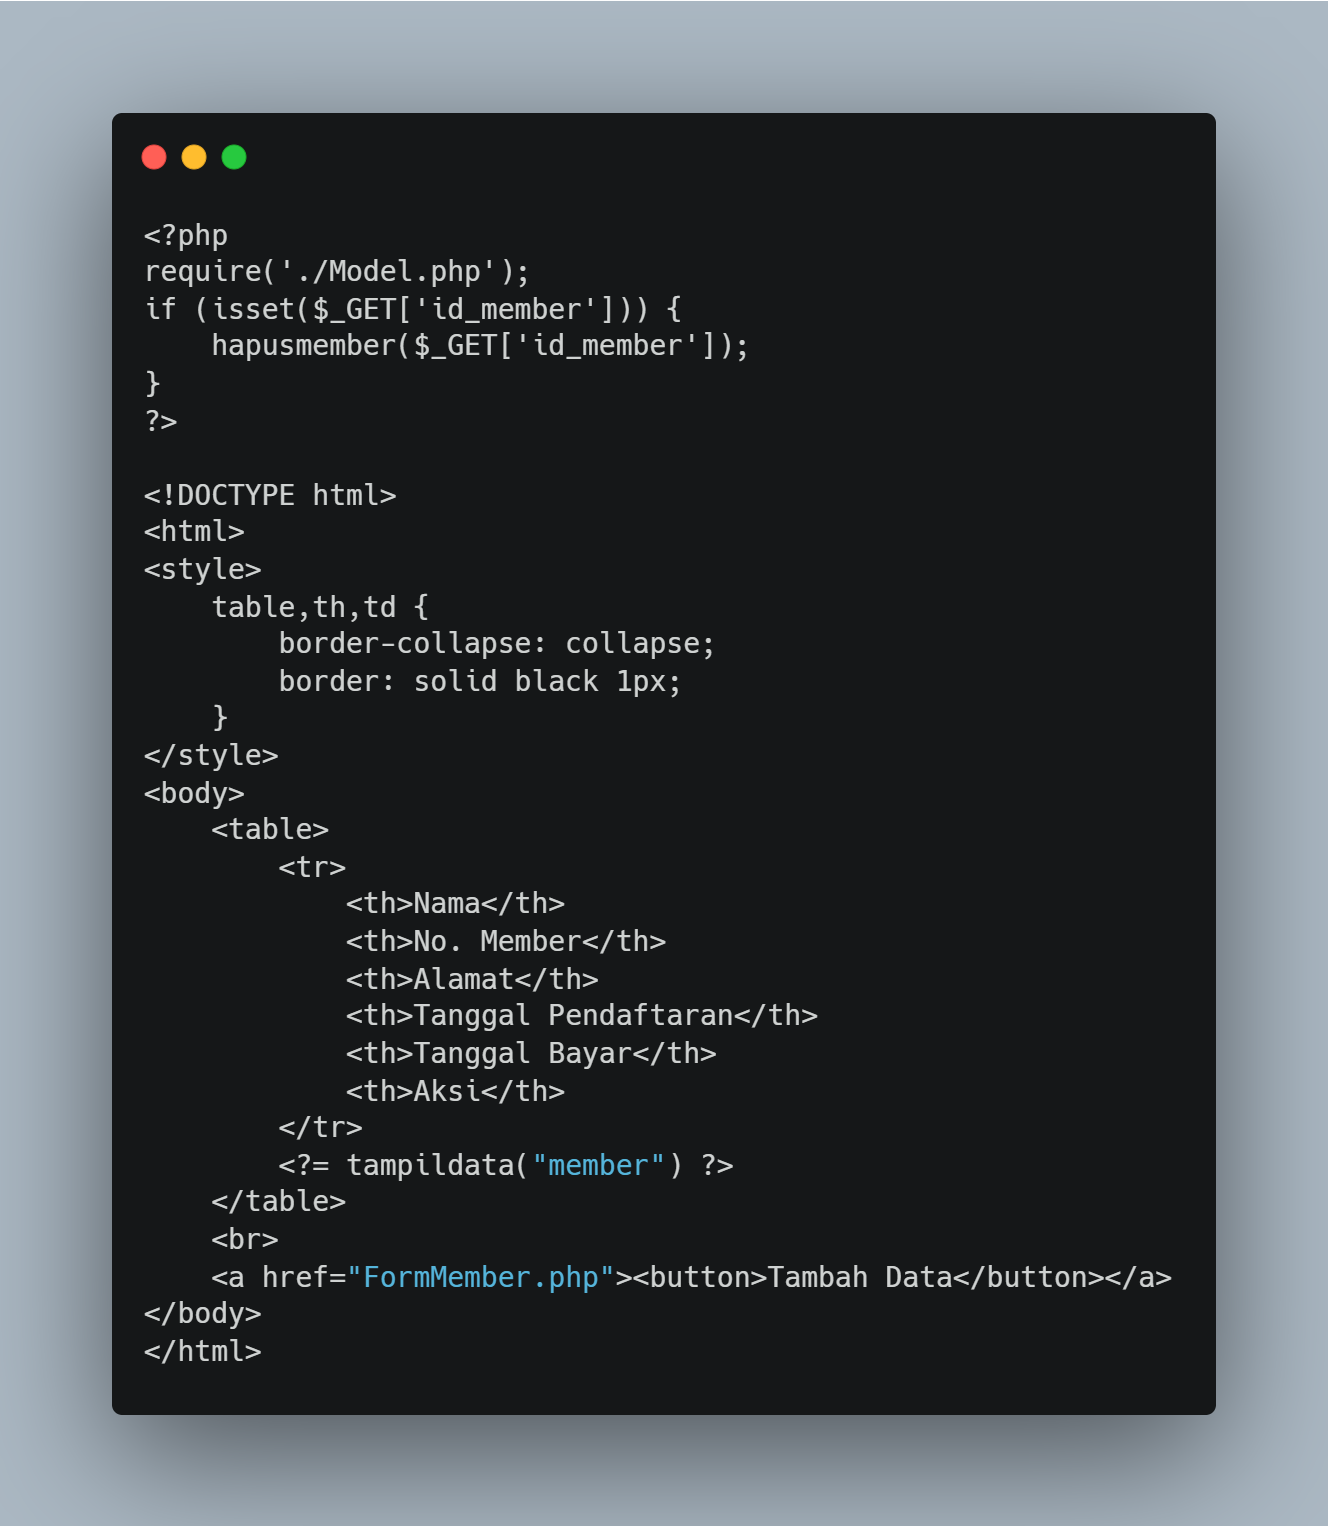 <?php
require('./Model.php');
if (isset($_GET['id_member'])) {
    hapusmember($_GET['id_member']);
}
?>

<!DOCTYPE html>
<html>
<style>
    table,th,td {
        border-collapse: collapse;
        border: solid black 1px;
    }
</style>
<body>
    <table>
        <tr>
            <th>Nama</th>
            <th>No. Member</th>
            <th>Alamat</th>
            <th>Tanggal Pendaftaran</th>
            <th>Tanggal Bayar</th>
            <th>Aksi</th>
        </tr>
        <?= tampildata("member") ?>
    </table>
    <br>
    <a href="FormMember.php"><button>Tambah Data</button></a>
</body>
</html>